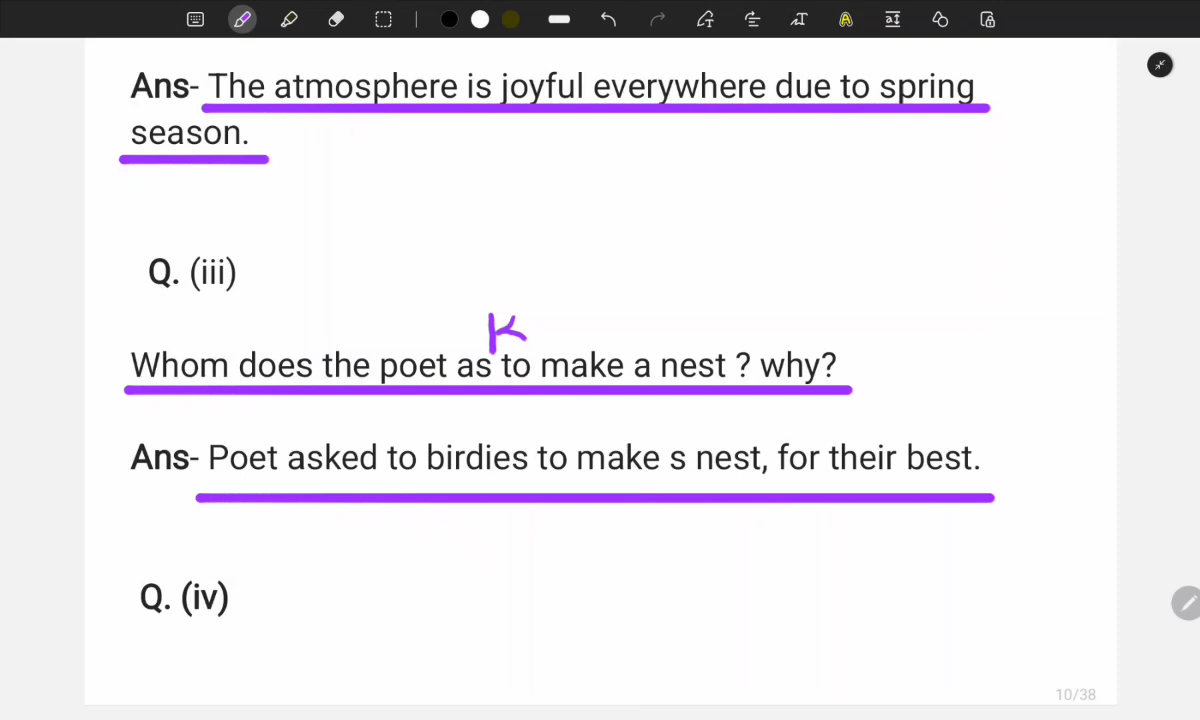 Ans- The atmosphere is joyful everywhere due to spring
season.
Q. (iii)
K
Whom does the poet as to make a nest ? why?
Ans- Poet asked to birdies to make s nest, for their best.
Q. (iv)
10/38